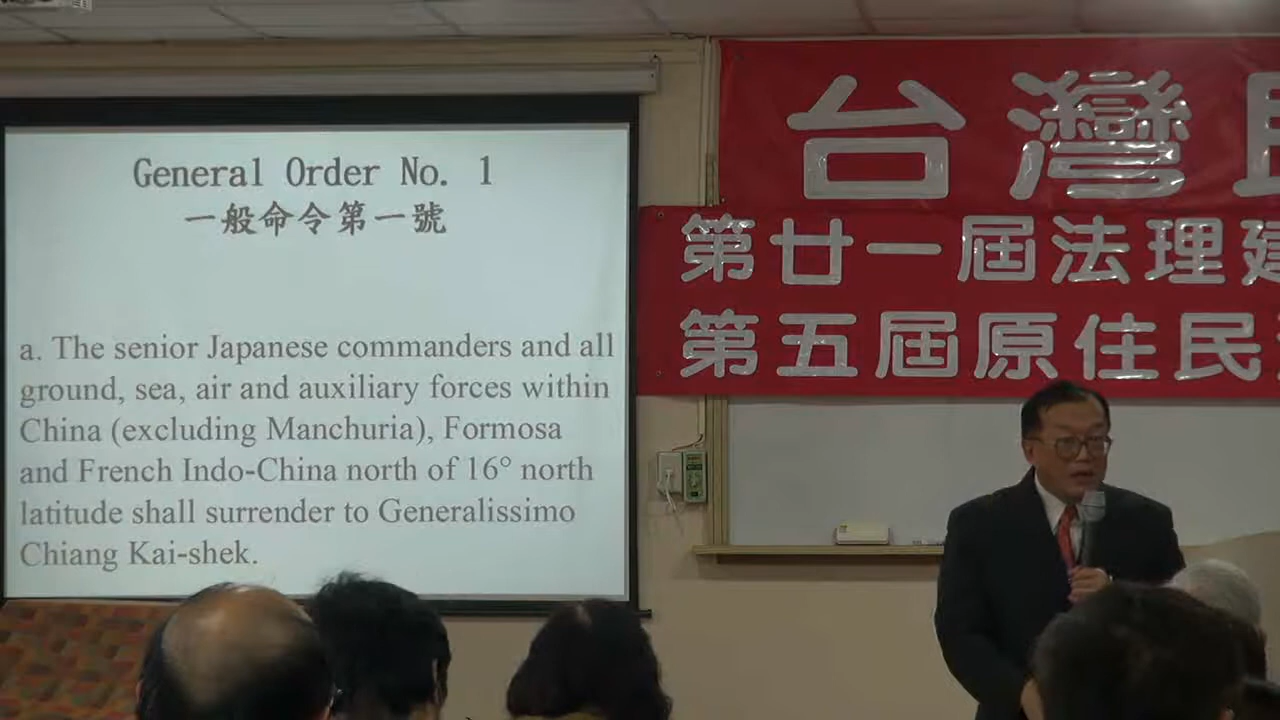 General Order No. 1
一般命令第一號
a. The senior Japanese commanders and all
ground, sea, air and auxiliary forces within
China (excluding Manchuria), Formosa
and French Indo-China north of 16° north
latitude shall surrender to Generalissimo
Chiang Kai-shek.
台灣
第廿一屆法理建
第五屆原住民